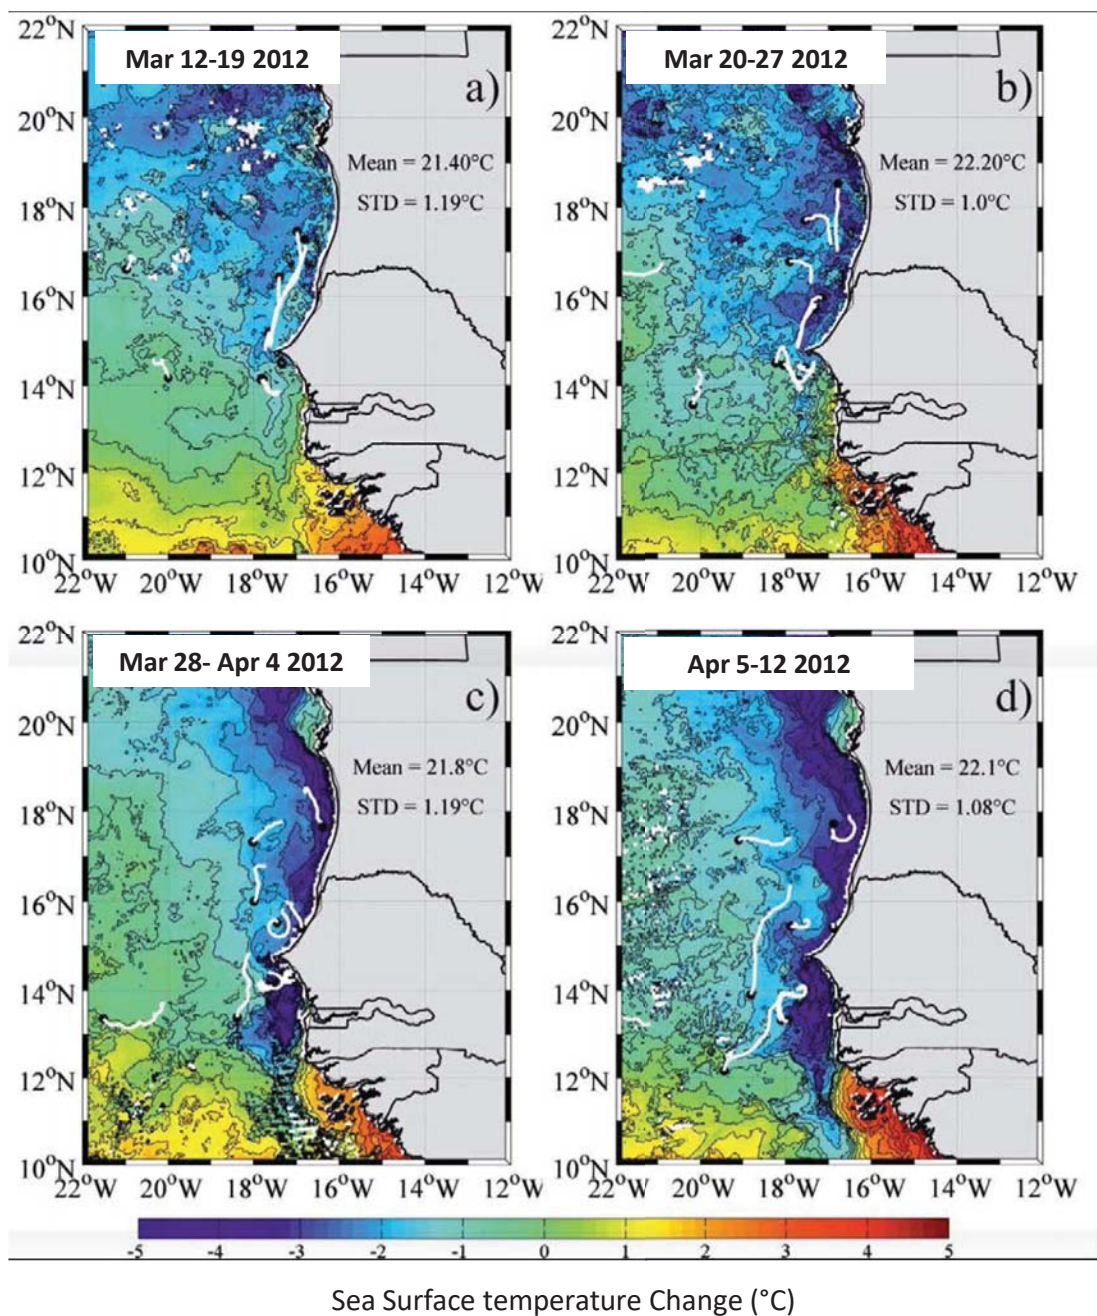 22°N
Mar 12-19 2012
a)
20°N
Mean = 21.40°C
STD = 1.19°C
18°N
16°N
14°N
12°N
10°N
22°W 20°W 18°W 16°W 14°W 12°W
22°N
Mar 20-27 2012
b)
20°N
Mean = 22.20°C
STD = 1.0°C
18°N
16°N
14°N
12°N
10°N
22°W 20°W 18°W 16°W 14°W 12°W
22°N
Mar 28- Apr 4 2012
c)
20°N
Mean = 21.8°C
STD = 1.19°C
18°N
16°N
14°N
12°N
10°N
22°W 20°W 18°W 16°W 14°W 12°W
22°N
Apr 5-12 2012
d)
20°N
Mean = 22.1°C
STD = 1.08°C
18°N
16°N
14°N
12°N
10°N
22°W 20°W 18°W 16°W 14°W 12°W
-5 -4 -3 -2 -1 0 1 2 3 4 5
Sea Surface temperature Change (°C)